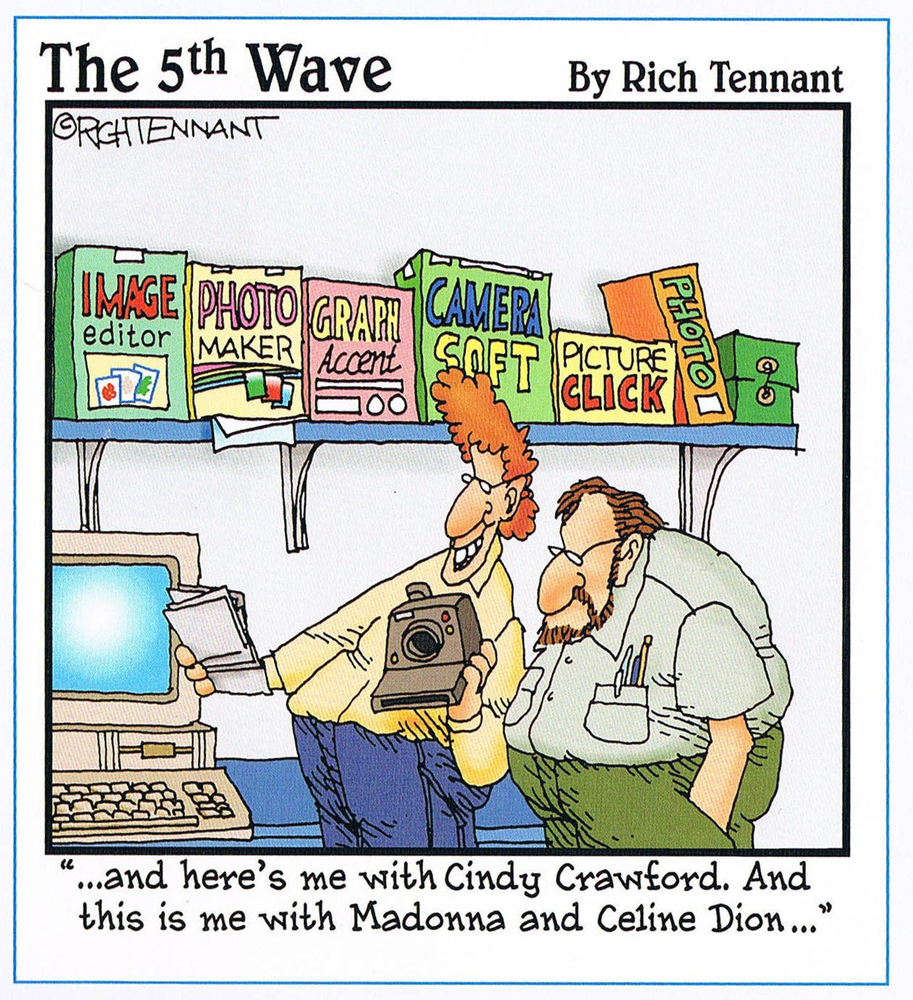 The 5th Wave
By Rich Tennant
©RICHTENNANT
IMAGE
editor
PHOTO
MAKER
GRAPH
Accent
CAMERA
SOFT
PICTURE
CLICK
PHOTO
“...and here’s me with Cindy Crawford. And
this is me with Madonna and Celine Dion...”